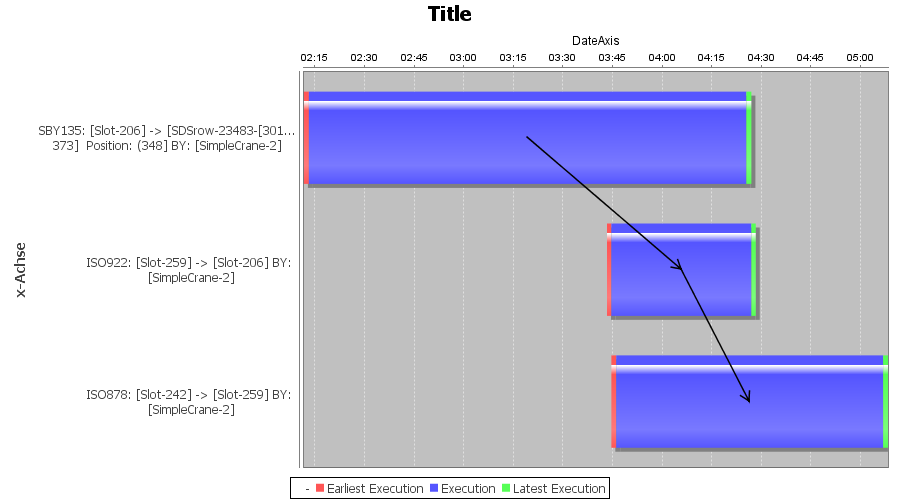 Title
DateAxis
02:15 02:30 02:45 03:00 03:15 03:30 03:45 04:00 04:15 04:30 04:45 05:00
SBY135: [Slot-206] -> [SDSrow-23483-[301...
373] Position: (348] BY: [SimpleCrane-2]
x-Achse
ISO922: [Slot-259] -> [Slot-206] BY:
[SimpleCrane-2]
ISO878: [Slot-242] -> [Slot-259] BY:
[SimpleCrane-2]
- Earliest Execution Execution Latest Execution